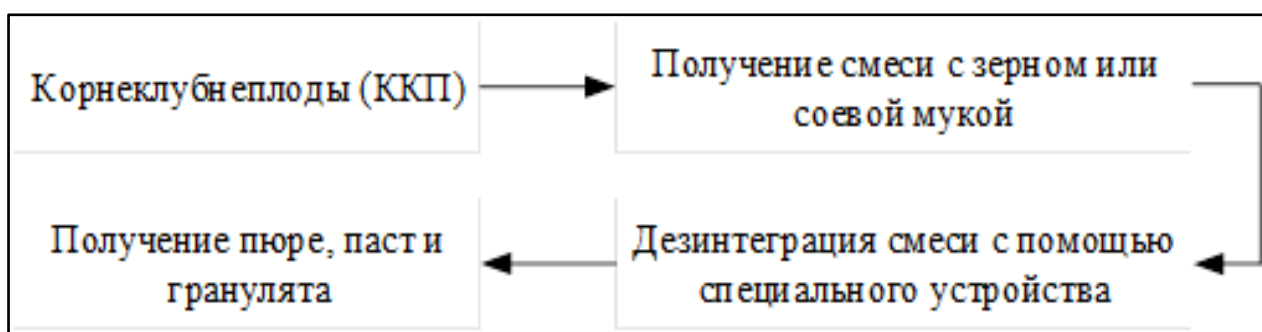 Корнеклубнеплоды (ККП)
Получение смеси с зерном или
соевой мукой
Дезинтеграция смеси с помощью
специального устройства
Получение пюре, паст и
гранулята